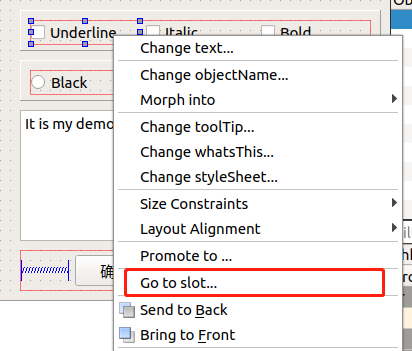 Underline Italic Bold
Change text...
Change objectName...
Morph into
Black
Change toolTip...
It is my demo
Change whatsThis...
Change styleSheet...
Size Constraints
Layout Alignment
Promote to ...
Go to slot...
Send to Back
Bring to Front